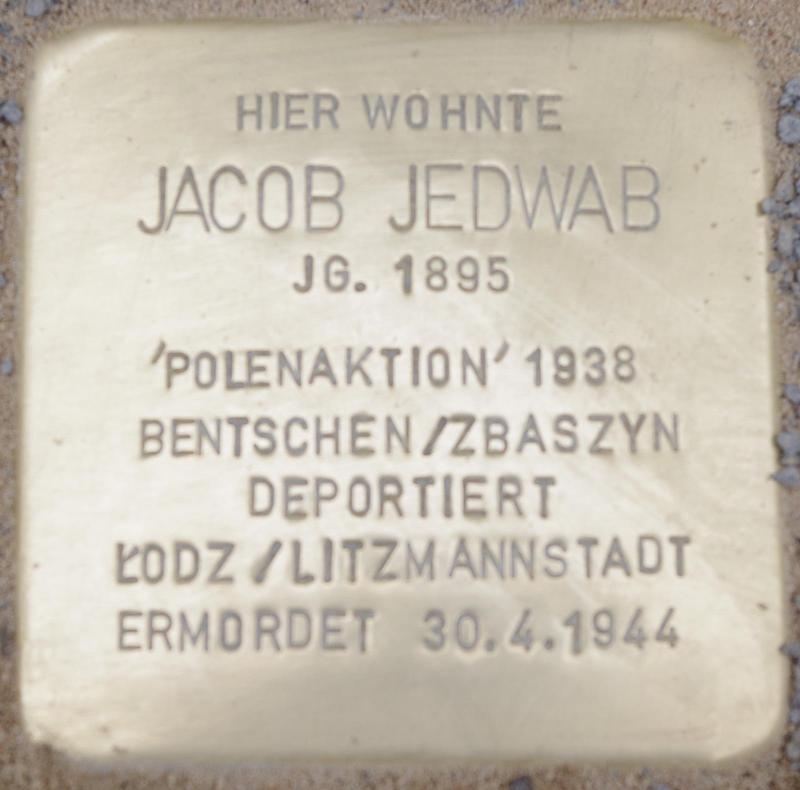 HIER WOHNTE
JACOB JEDWAB
JG. 1895
'POLENAKTION' 1938
BENTSCHEN/ZBASZYN
DEPORTIERT
ŁODZ/LITZMANNSTADT
ERMORDET 30.4.1944